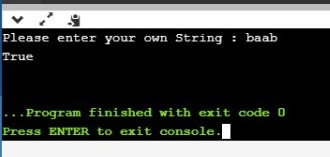 Please enter your own String : baab
True
...Program finished with exit code 0
Press ENTER to exit console.